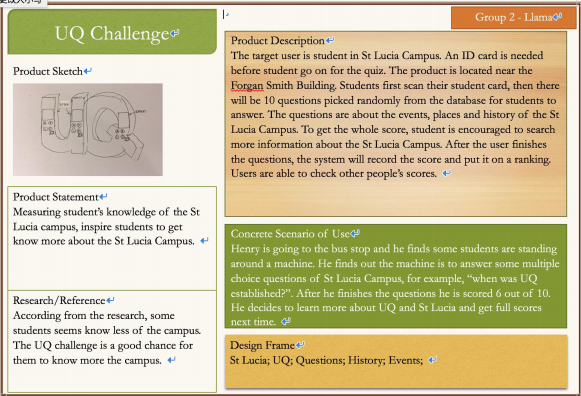 UQ Challenge
Product Sketch
Product Statement
Measuring student's knowledge of the St
Lucia campus, inspire students to get
know more about the St Lucia Campus.
Research/Reference
According from the research, some
students seems know less of the campus.
The UQ challenge is a good chance for
them to know more the campus.
Group 2 - Llama
Product Description
The target user is student in St Lucia Campus. An ID card is needed
before student go on for the quiz. The product is located near the
Forgan Smith Building. Students first scan their student card, then there
will be 10 questions picked randomly from the database for students to
answer. The questions are about the events, places and history of the St
Lucia Campus. To get the whole score, student is encouraged to search
more information about the St Lucia Campus. After the user finishes
the questions, the system will record the score and put it on a ranking.
Users are able to check other people's scores.
Concrete Scenario of Use
Henry is going to the bus stop and he finds some students are standing
around a machine. He finds out the machine is to answer some multiple
choice questions of St Lucia Campus, for example, "when was UQ
established?". After he finishes the questions he is scored 6 out of 10.
He decides to learn more about UQ and St Lucia and get full scores
next time.
Design Frame
St Lucia; UQ; Questions; History; Events;